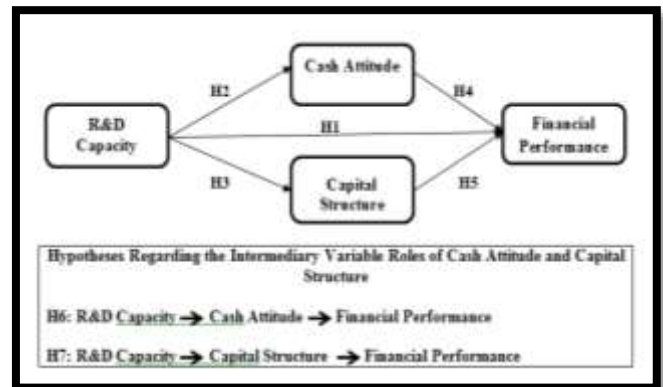 Cash Attitude
H2
H4
R&D
Capacity
H1
Financial
Performance
H3
H5
Capital
Structure
Hypotheses Regarding the Intermediary Variable Roles of Cash Attitude and Capital
Structure
H6: R&D Capacity → Cash Attitude → Financial Performance
H7: R&D Capacity → Capital Structure → Financial Performance